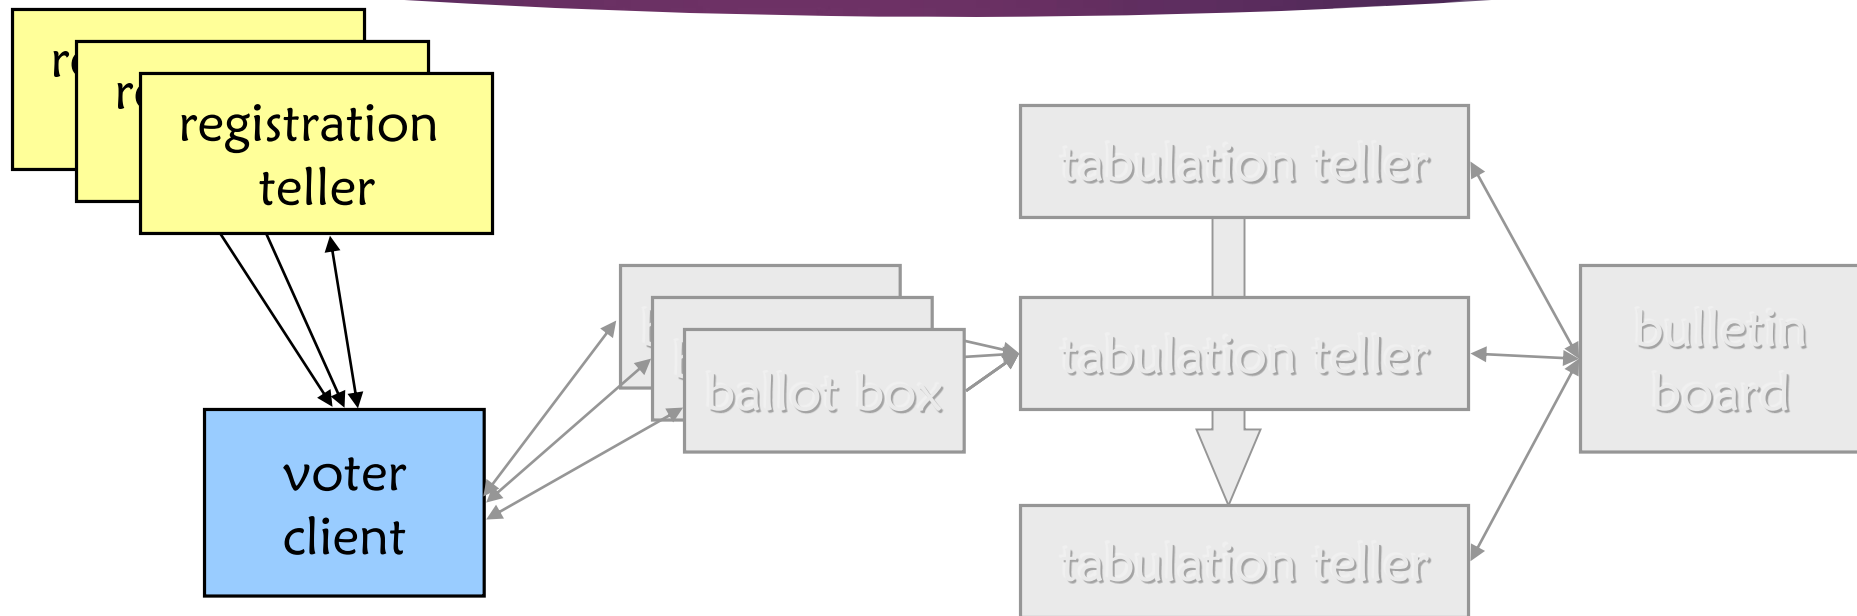 registration
teller
voter
client
ballot box
tabulation teller
tabulation teller
tabulation teller
bulletin
board